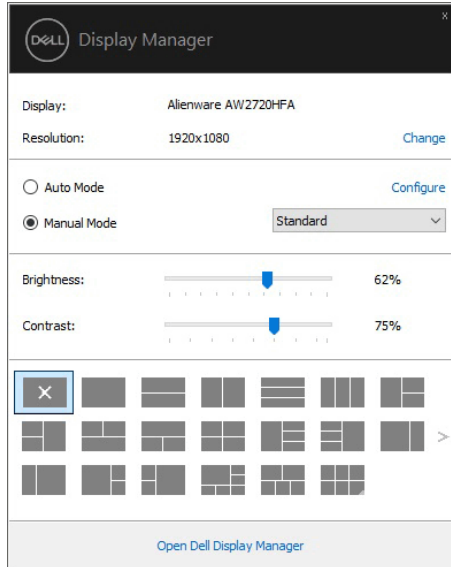 x
DELL Display Manager
Display: Alienware AW2720HFA
Resolution: 1920x1080 Change
Auto Mode Configure
Manual Mode Standard
Brightness: 62%
Contrast: 75%
Open Dell Display Manager